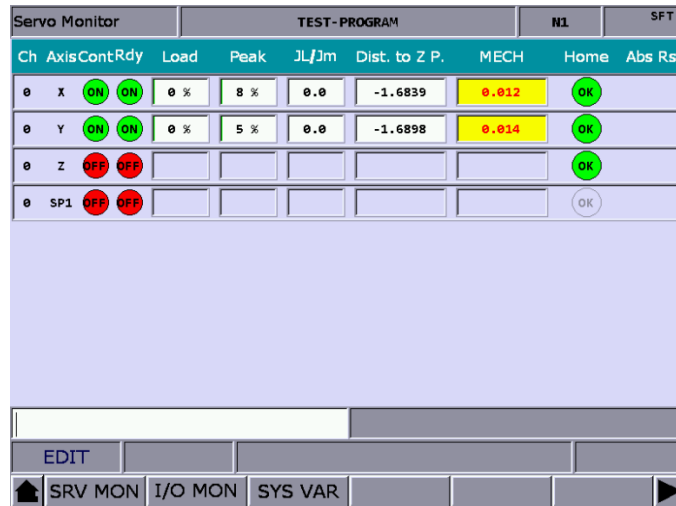 Servo Monitor TEST-PROGRAM N1 SFT
Ch Axis Cont Rdy Load Peak JL/Jm Dist. to Z P. MECH Home Abs Rs
0 X ON ON 0 % 8 % 0.0 -1.6839 0.012 OK
0 Y ON ON 0 % 5 % 0.0 -1.6898 0.014 OK
0 Z OFF OFF OK
0 SP1 OFF OFF OK
EDIT
SRV MON I/O MON SYS VAR